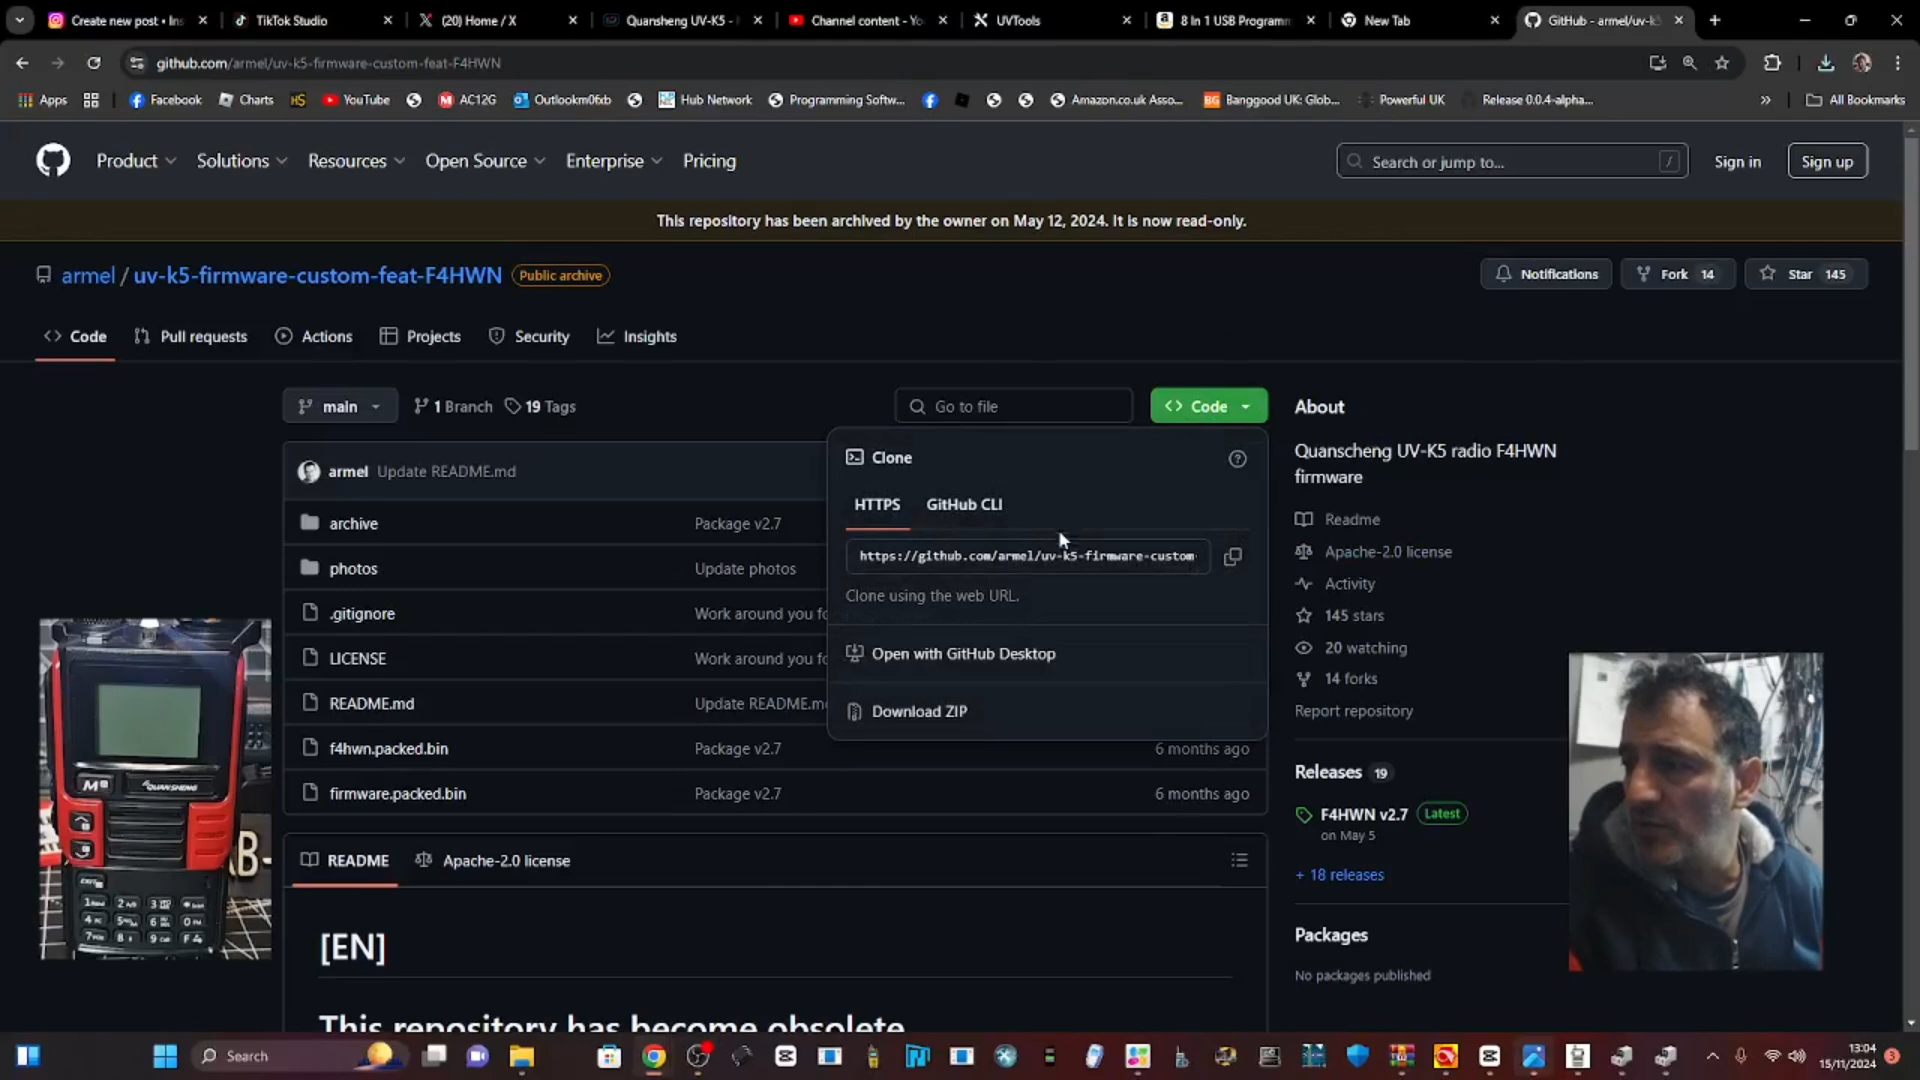 Create new post • Ins
TikTok Studio
(20) Home / X
Quansheng UV-K5 -
Channel content - Yo
UVTools
8 In 1 USB Programm
New Tab
GitHub - armel/uv-k5
github.com/armel/uv-k5-firmware-custom-feat-F4HWN
Apps
Facebook
Charts
HS
YouTube
AC12G
Outlookm0fxb
Hub Network
Programming Softw...
Amazon.co.uk Asso...
BG Banggood UK: Glob...
Powerful UK
Release 0.0.4-alpha...
»
All Bookmarks
Product
Solutions
Resources
Open Source
Enterprise
Pricing
Search or jump to... /
Sign in
Sign up
This repository has been archived by the owner on May 12, 2024. It is now read-only.
armel / uv-k5-firmware-custom-feat-F4HWN Public archive
Notifications
Fork 14
Star 145
Code
Pull requests
Actions
Projects
Security
Insights
main
1 Branch
19 Tags
Go to file
Code
armel Update README.md
archive Package v2.7
photos Update photos
.gitignore Work around you fo
LICENSE Work around you fo
README.md Update README.m
f4hwn.packed.bin Package v2.7 6 months ago
firmware.packed.bin Package v2.7 6 months ago
Clone
HTTPS GitHub CLI
https://github.com/armel/uv-k5-firmware-custom-
Clone using the web URL.
Open with GitHub Desktop
Download ZIP
About
Quanscheng UV-K5 radio F4HWN
firmware
Readme
Apache-2.0 license
Activity
145 stars
20 watching
14 forks
Report repository
Releases 19
F4HWN v2.7 Latest
on May 5
+ 18 releases
Packages
No packages published
README
Apache-2.0 license
[EN]
This repository has become obsolete
QUANSHENG
AB-
Search
13:04
15/11/2024
3